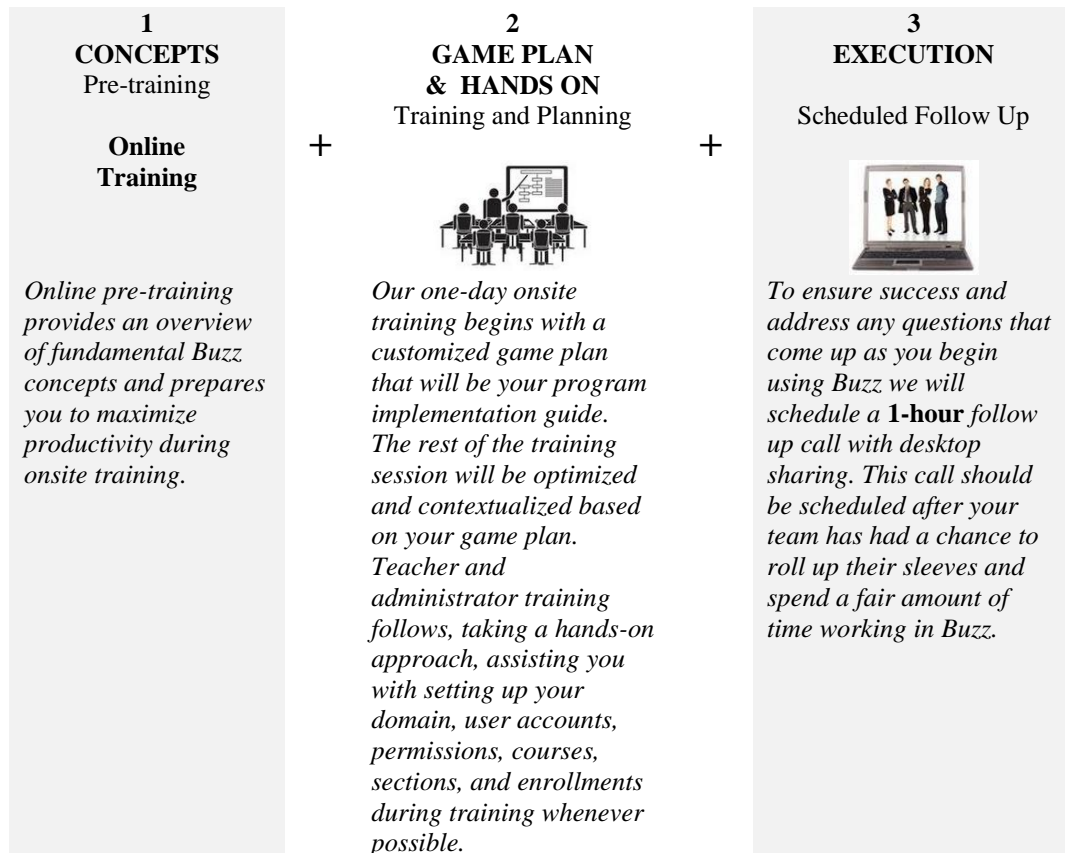 1
CONCEPTS
Pre-training
Online
Training
Online pre-training
provides an overview
of fundamental Buzz
concepts and prepares
you to maximize
productivity during
onsite training.
+
2
GAME PLAN
& HANDS ON
Training and Planning
Our one-day onsite
training begins with a
customized game plan
that will be your program
implementation guide.
The rest of the training
session will be optimized
and contextualized based
on your game plan.
Teacher and
administrator training
follows, taking a hands-on
approach, assisting you
with setting up your
domain, user accounts,
permissions, courses,
sections, and enrollments
during training whenever
possible.
+
3
EXECUTION
Scheduled Follow Up
To ensure success and
address any questions that
come up as you begin
using Buzz we will
schedule a 1-hour follow
up call with desktop
sharing. This call should
be scheduled after your
team has had a chance to
roll up their sleeves and
spend a fair amount of
time working in Buzz.